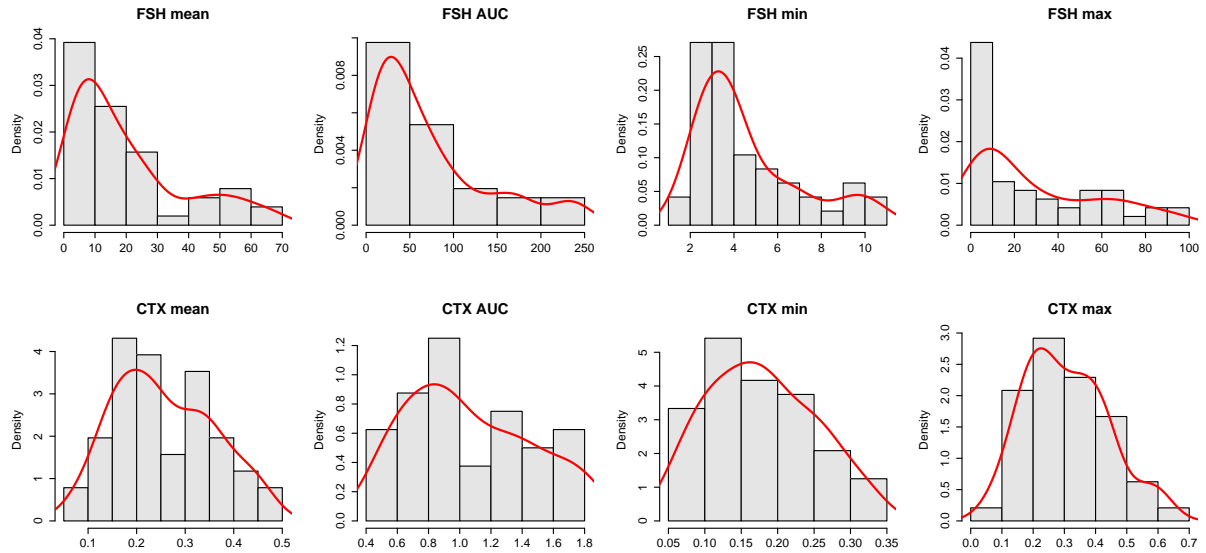 FSH mean
Density
0.00
0.01
0.02
0.03
0.04
0 10 20 30 40 50 60 70
FSH AUC
Density
0.000
0.004
0.008
0 50 100 150 200 250
FSH min
Density
0.00
0.05
0.10
0.15
0.20
0.25
2 4 6 8 10
FSH max
Density
0.00
0.01
0.02
0.03
0.04
0 20 40 60 80 100
CTX mean
Density
0
1
2
3
4
0.1 0.2 0.3 0.4 0.5
CTX AUC
Density
0.0
0.2
0.4
0.6
0.8
1.0
1.2
0.4 0.6 0.8 1.0 1.2 1.4 1.6 1.8
CTX min
Density
0
1
2
3
4
5
0.05 0.10 0.15 0.20 0.25 0.30 0.35
CTX max
Density
0.0
0.5
1.0
1.5
2.0
2.5
3.0
0.0 0.1 0.2 0.3 0.4 0.5 0.6 0.7